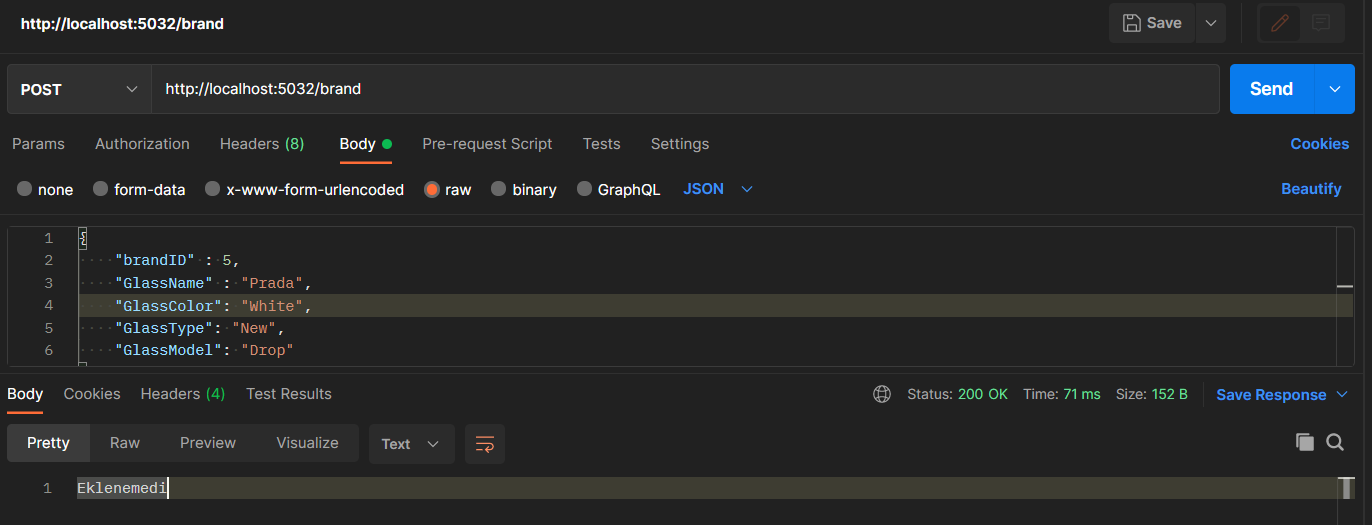 http://localhost:5032/brand
Save
POST http://localhost:5032/brand Send
Params Authorization Headers (8) Body Pre-request Script Tests Settings Cookies
none form-data x-www-form-urlencoded raw binary GraphQL JSON Beautify
1 {
2 "brandID" : 5,
3 "GlassName" : "Prada",
4 "GlassColor": "White",
5 "GlassType": "New",
6 "GlassModel": "Drop"
Body Cookies Headers (4) Test Results Status: 200 OK Time: 71 ms Size: 152 B Save Response
Pretty Raw Preview Visualize Text
1 Eklenemedi